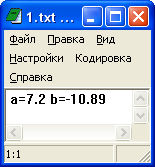 1.txt ...
Файл Правка Вид
Настройки Кодировка
Справка
a=7.2 b=-10.89
1:1